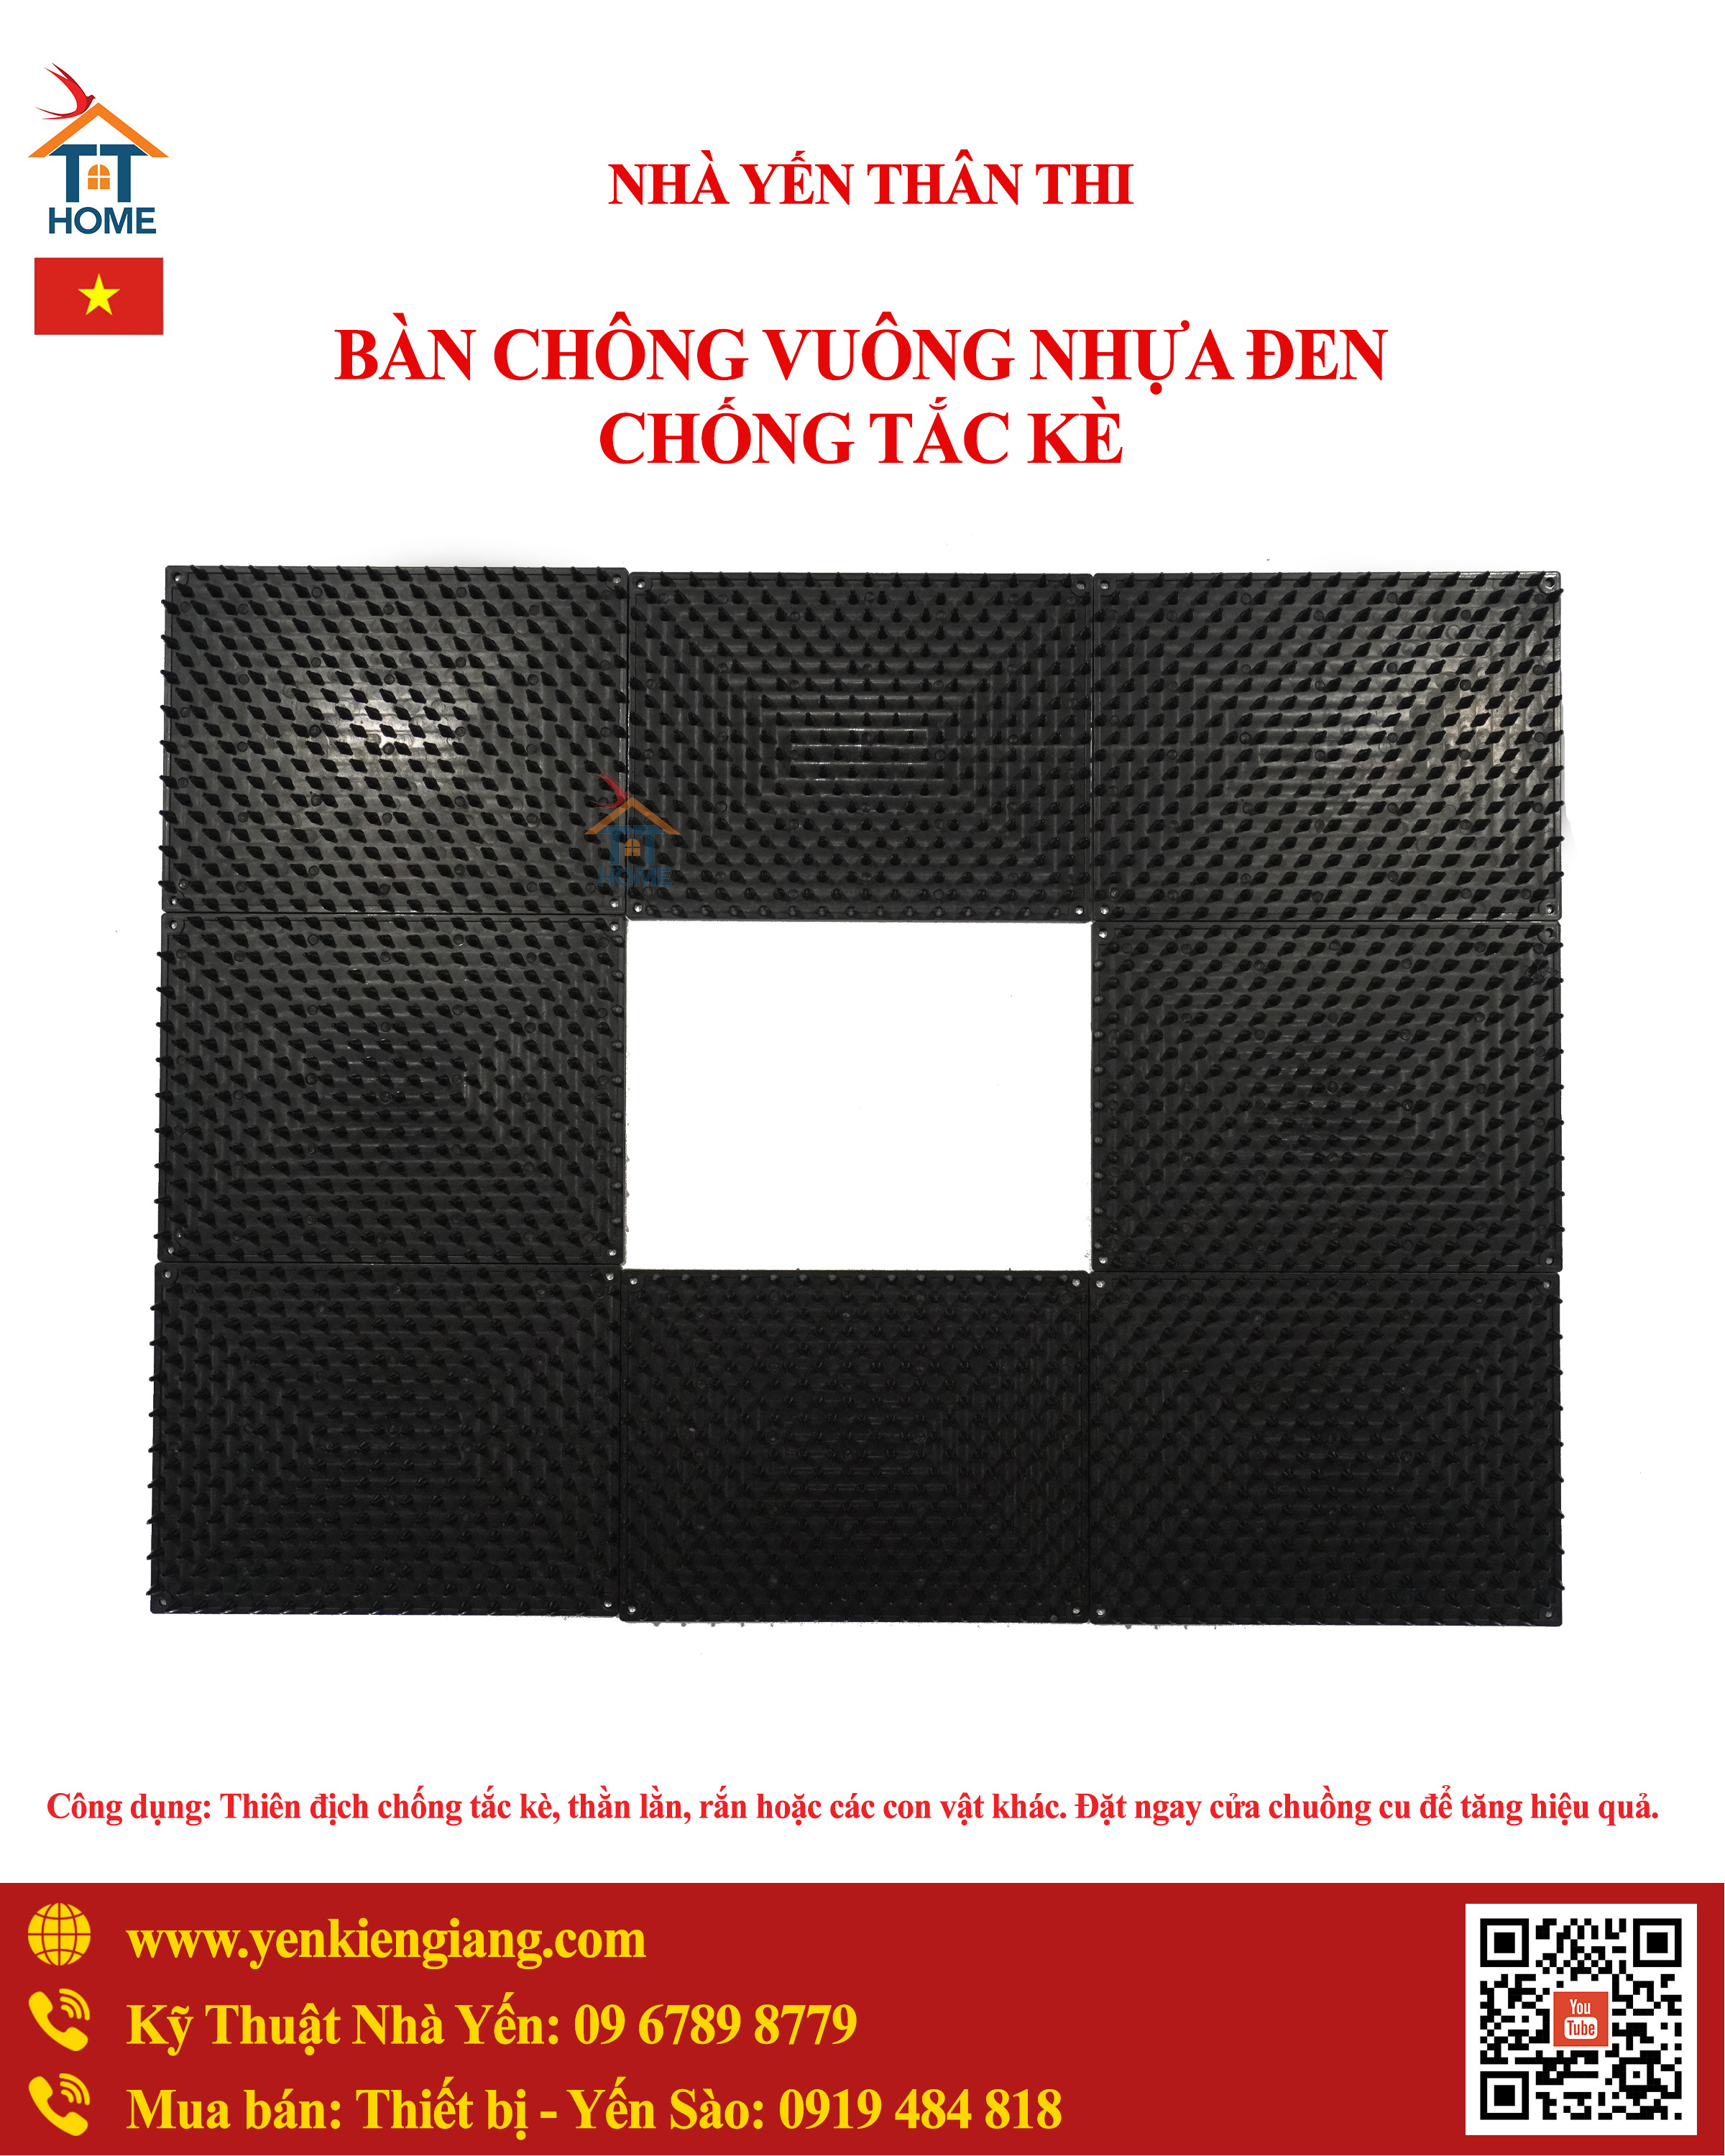 TT
HOME
NHÀ YẾN THÂN THI
BÀN CHÔNG VUÔNG NHỰA ĐEN
CHỐNG TẮC KÈ
TT
HOME
Công dụng: Thiên địch chống tắc kè, thằn lằn, rắn hoặc các con vật khác. Đặt ngay cửa chuồng cu để tăng hiệu quả.
www.yenkiengiang.com
Kỹ Thuật Nhà Yến: 09 6789 8779
Mua bán: Thiết bị - Yến Sào: 0919 484 818
You
Tube